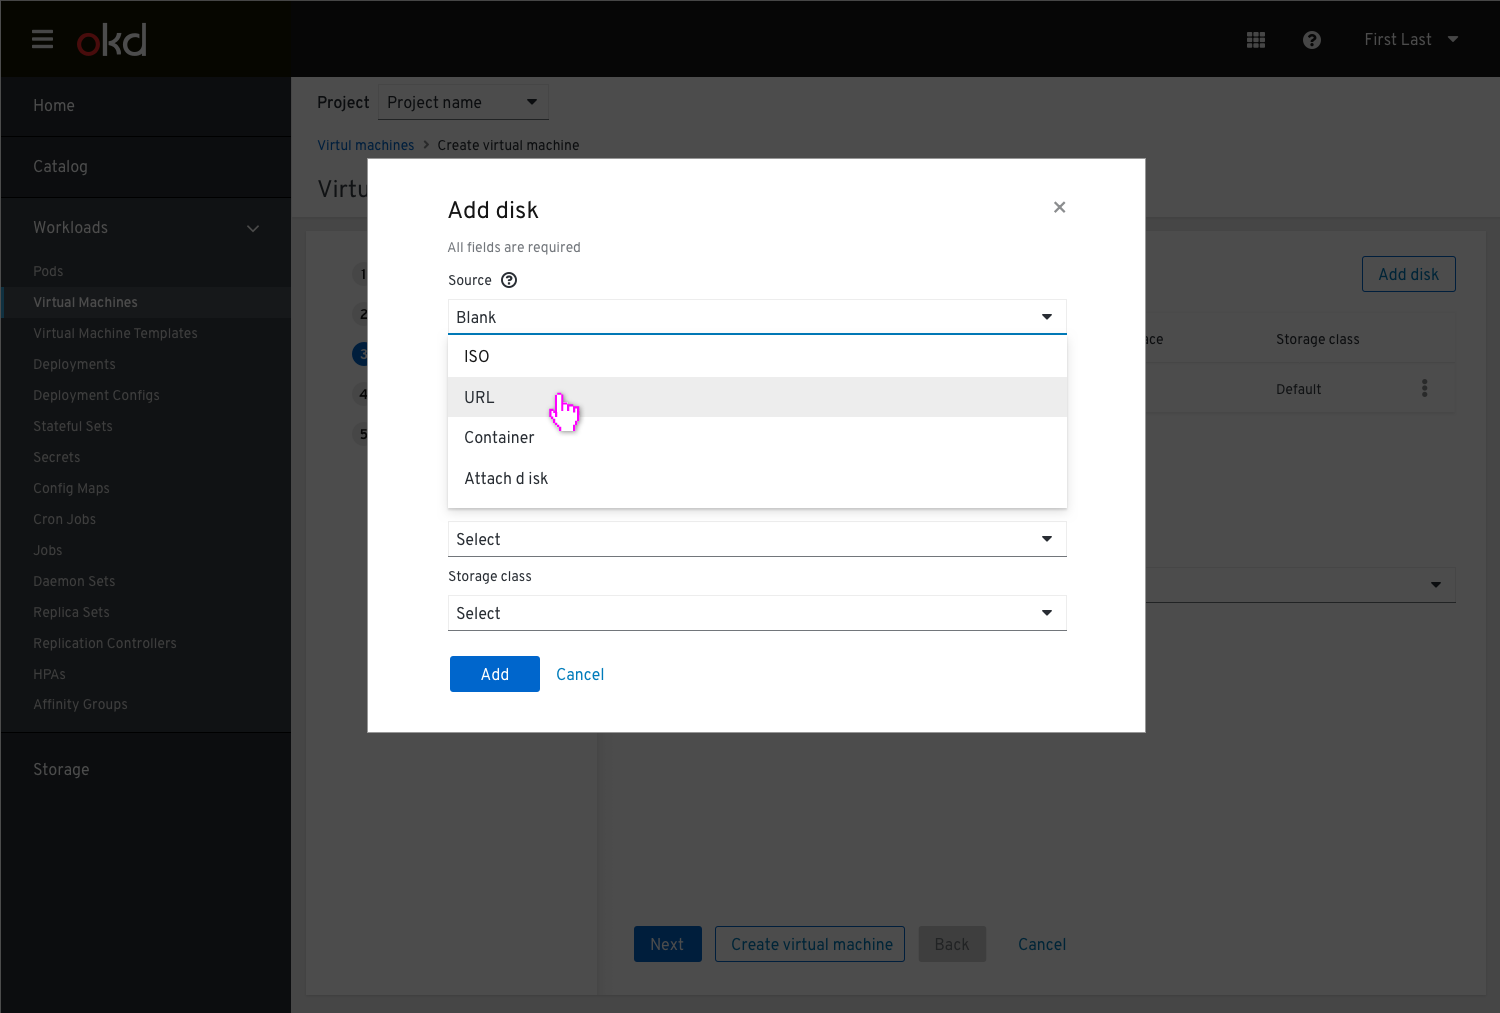 okd
First Last
Home
Catalog
Workloads
Pods
Virtual Machines
Virtual Machine Templates
Deployments
Deployment Configs
Stateful Sets
Secrets
Config Maps
Cron Jobs
Jobs
Daemon Sets
Replica Sets
Replication Controllers
HPAs
Affinity Groups
Storage
Project Project name
Virtul machines > Create virtual machine
Virtu
1
2
3
4
5
Add disk
ace Storage class
Default
Add disk
All fields are required
Source
Blank
ISO
URL
Container
Attach d isk
Select
Storage class
Select
Add Cancel
Next Create virtual machine Back Cancel